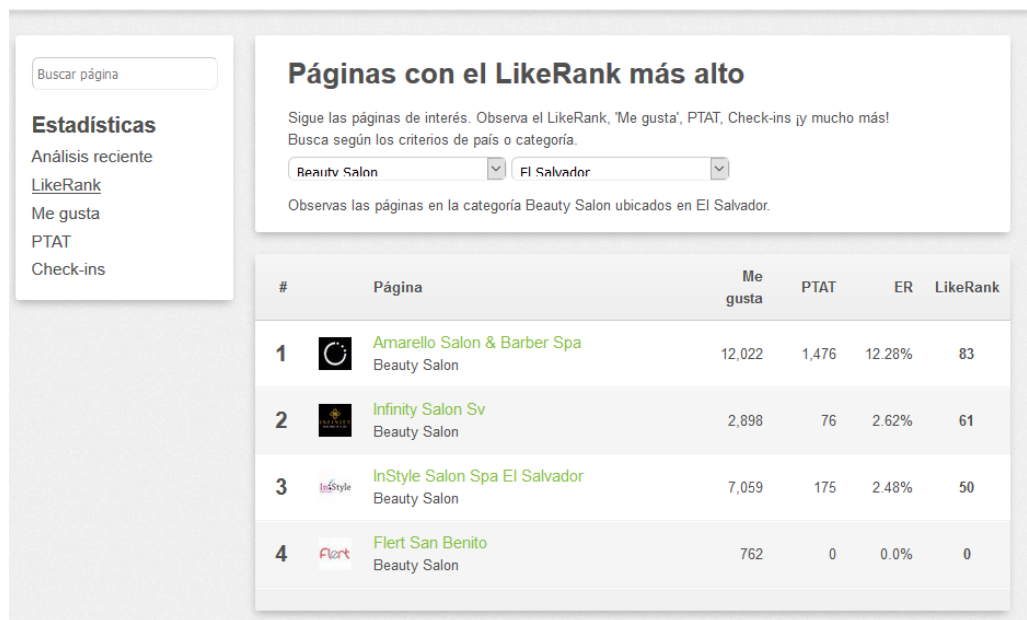 Buscar página
Estadísticas
Análisis reciente
LikeRank
Me gusta
PTAT
Check-ins
Páginas con el LikeRank más alto
Sigue las páginas de interés. Observa el LikeRank, 'Me gusta', PTAT, Check-ins ¡y mucho más!
Busca según los criterios de país o categoría.
Beauty Salon El Salvador
Observas las páginas en la categoría Beauty Salon ubicados en El Salvador.
# Página Me gusta PTAT ER LikeRank
1 Amarello Salon & Barber Spa 12,022 1,476 12.28% 83
Beauty Salon
2 INFINITY Infinity Salon Sv 2,898 76 2.62% 61
Beauty Salon
3 InStyle InStyle Salon Spa El Salvador 7,059 175 2.48% 50
Beauty Salon
4 Flert Flert San Benito 762 0 0.0% 0
Beauty Salon